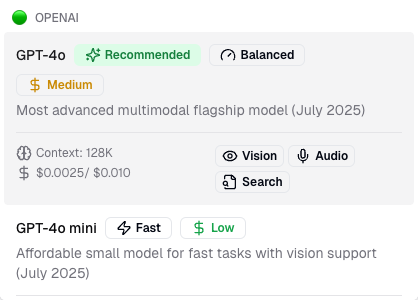 OPENAI
GPT-4o Recommended Balanced
Medium
Most advanced multimodal flagship model (July 2025)
Context: 128K Vision Audio
$0.0025/ $0.010 Search
GPT-4o mini Fast Low
Affordable small model for fast tasks with vision support
(July 2025)